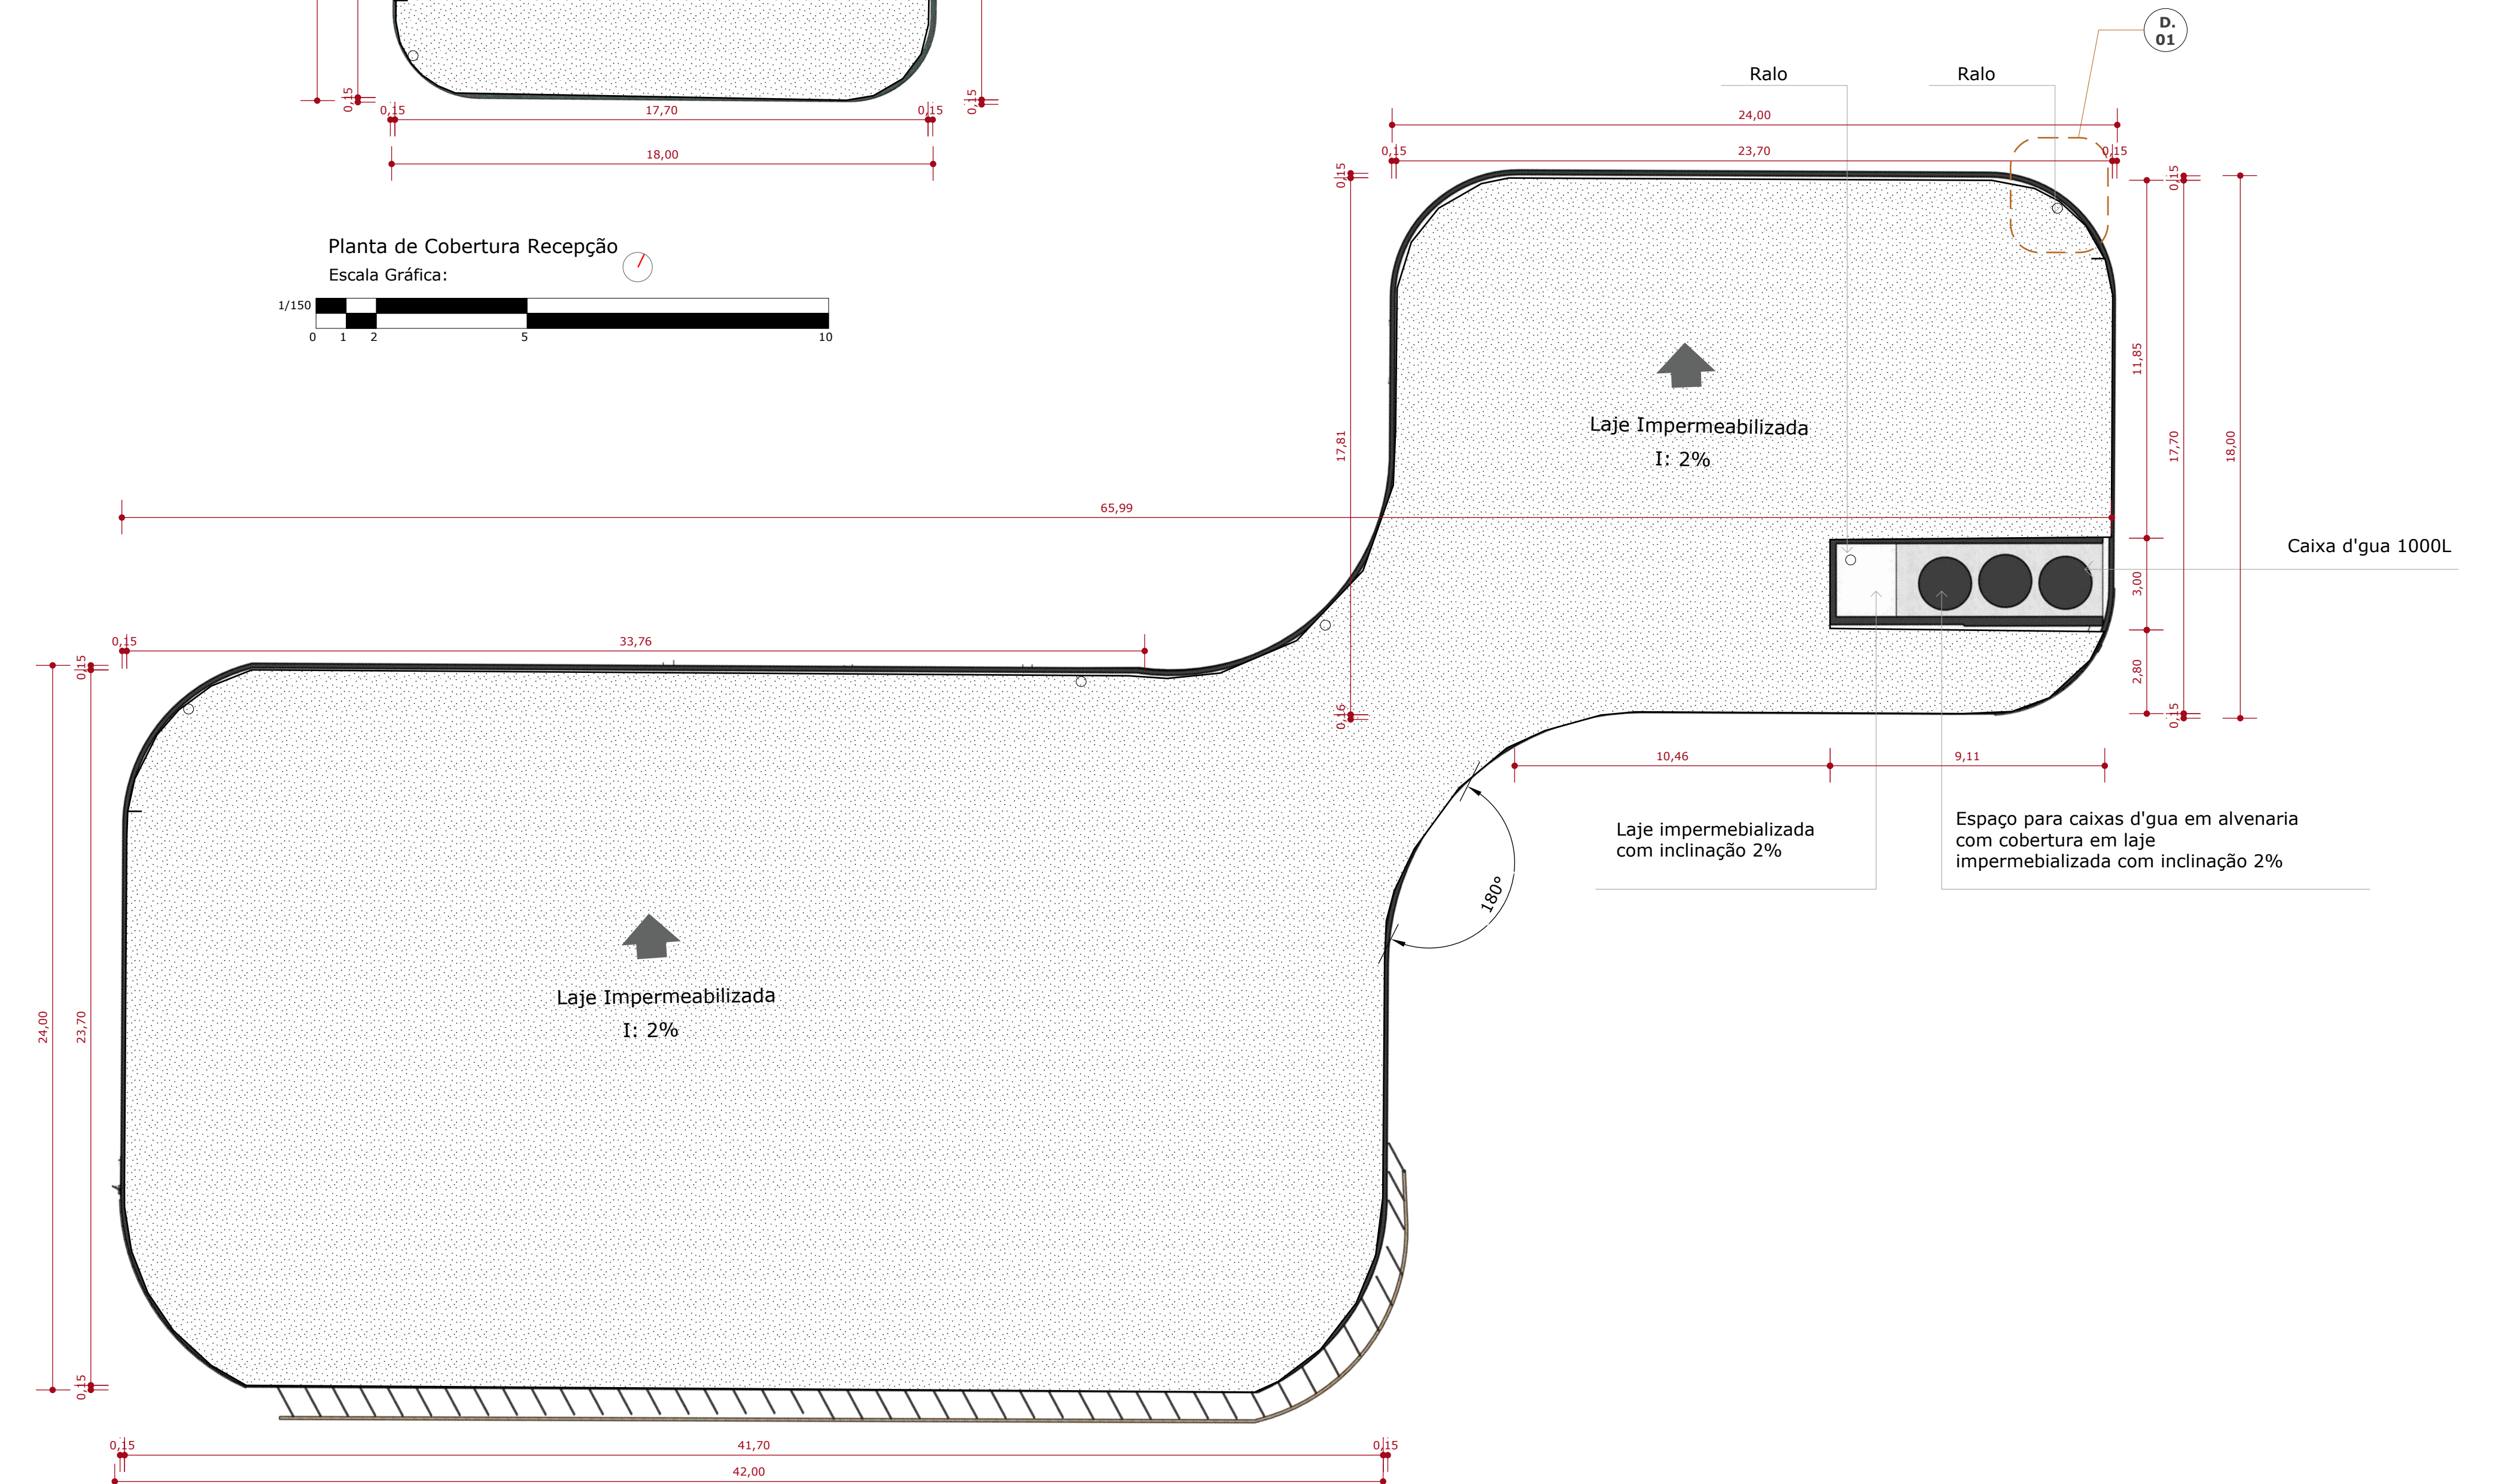 D.
01
Ralo
Ralo
0,15
0,15
0,15
17,70
0,15
0,15
18,00
24,00
0,15
23,70
0,15
0,15
0,15
Planta de Cobertura Recepção
Escala Gráfica:
1/150
0
1
2
5
10
11,85
17,81
17,70
18,00
Laje Impermeabilizada
I: 2%
65,99
Caixa d'gua 1000L
3,00
0,15
33,76
0,15
2,80
0,16
0,15
10,46
9,11
Laje impermebializada
com inclinação 2%
Espaço para caixas d'gua em alvenaria
com cobertura em laje
impermebializada com inclinação 2%
180°
Laje Impermeabilizada
I: 2%
24,00
23,70
0,15
0,15
41,70
0,15
42,00